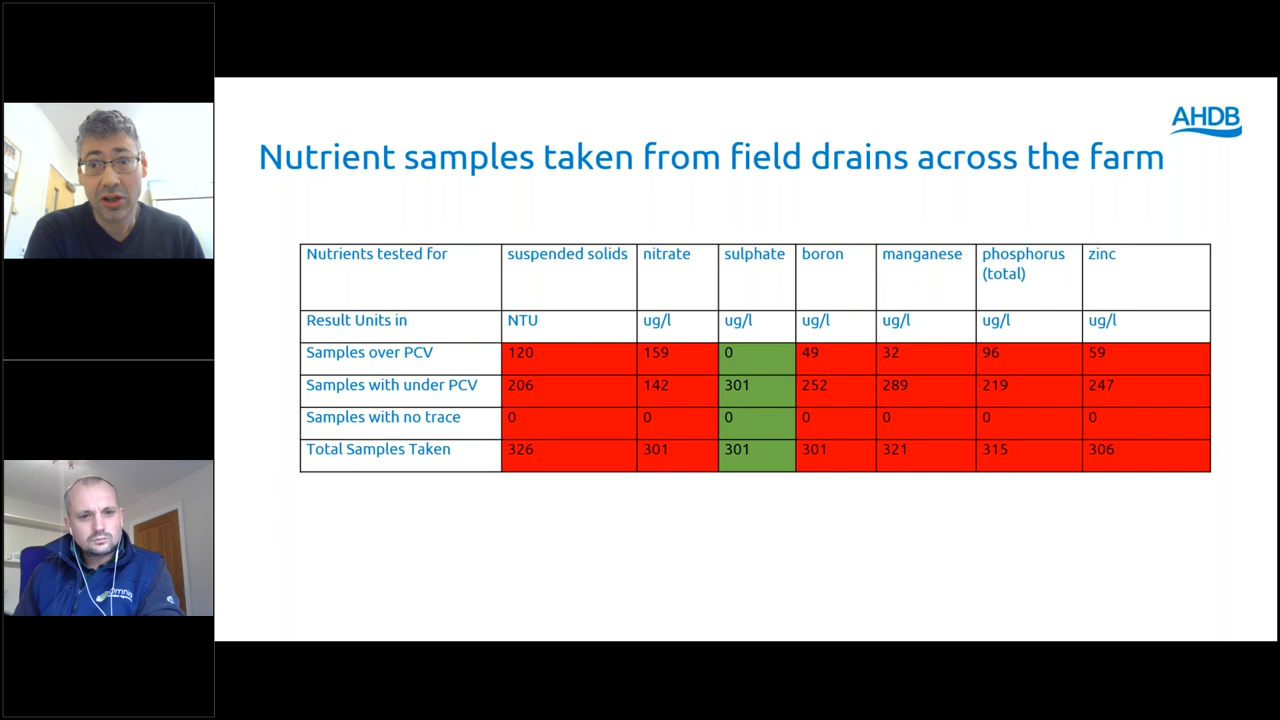 AHDB
Nutrient samples taken from field drains across the farm
Nutrients tested for suspended solids nitrate sulphate boron manganese phosphorus (total) zinc
Result Units in NTU ug/l ug/l ug/l ug/l ug/l ug/l
Samples over PCV 120 159 0 49 32 96 59
Samples with under PCV 206 142 301 252 289 219 247
Samples with no trace 0 0 0 0 0 0 0
Total Samples Taken 326 301 301 301 321 315 306